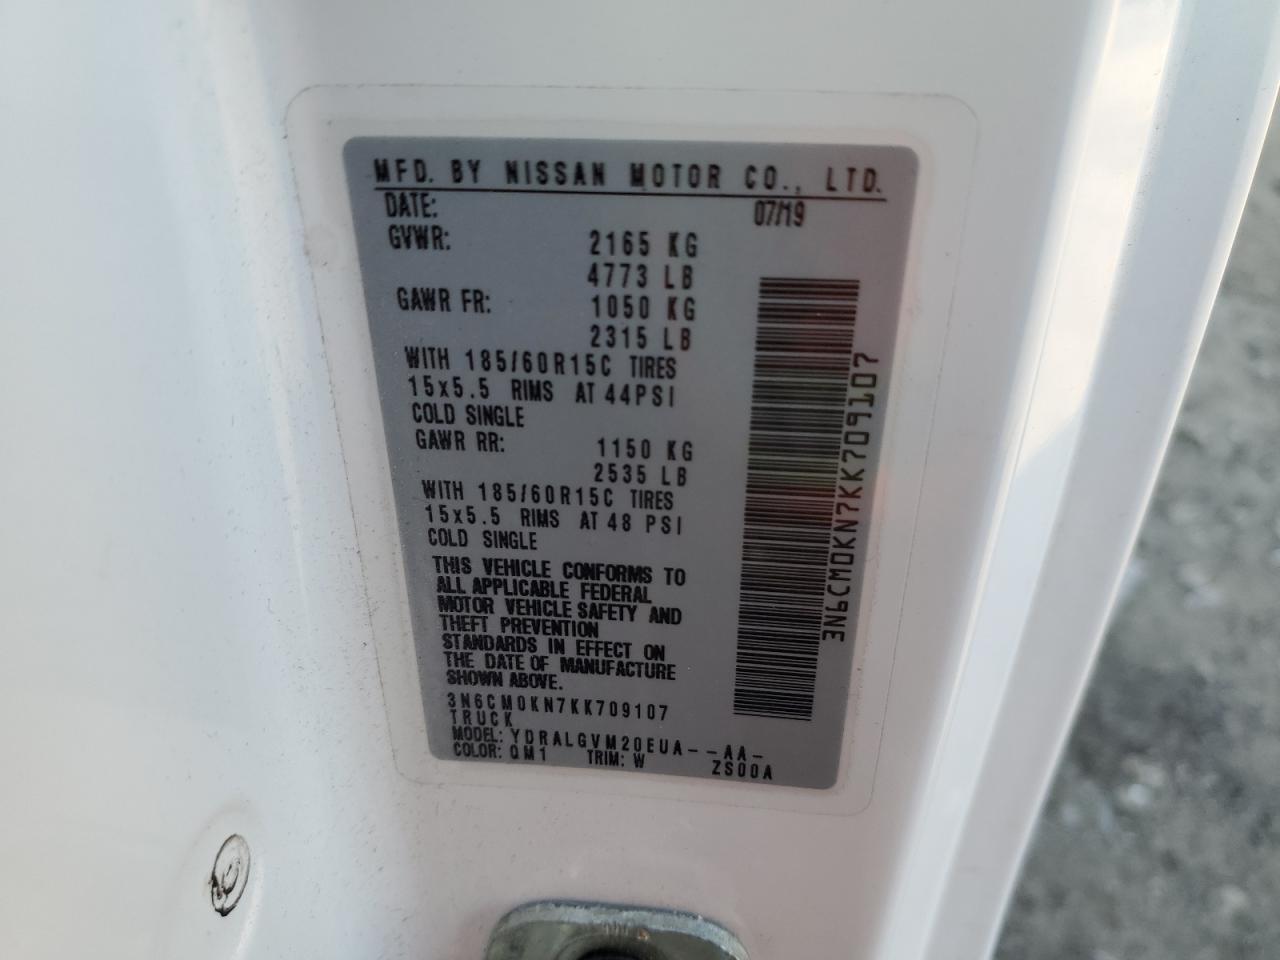 MFD. BY NISSAN MOTOR CO., LTD.
DATE: 07/19
GVWR: 2165 KG
4773 LB
GAWR FR: 1050 KG
2315 LB
WITH 185/60R15C TIRES
15x5.5 RIMS AT 44PSI
COLD SINGLE
GAWR RR: 1150 KG
2535 LB
WITH 185/60R15C TIRES
15x5.5 RIMS AT 48 PSI
COLD SINGLE
THIS VEHICLE CONFORMS TO
ALL APPLICABLE FEDERAL
MOTOR VEHICLE SAFETY AND
THEFT PREVENTION
STANDARDS IN EFFECT ON
THE DATE OF MANUFACTURE
SHOWN ABOVE.
3N6CM0KN7KK709107
TRUCK
MODEL: YDRALGVM20EUA--AA-
COLOR: QM1 TRIM: W ZS00A
3N6CM0KN7KK709107